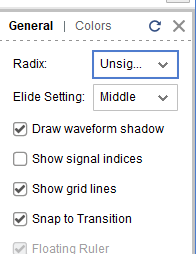 General | Colors
Radix: Unsig...
Elide Setting: Middle
Draw waveform shadow
Show signal indices
Show grid lines
Snap to Transition
Floating Ruler